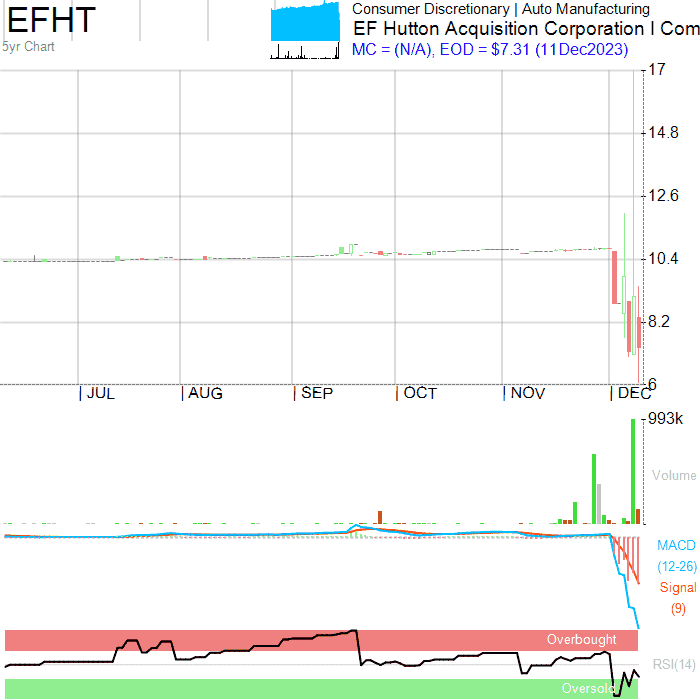 EFHT
5yr Chart
Consumer Discretionary | Auto Manufacturing
EF Hutton Acquisition Corporation I Com
MC = (N/A), EOD = $7.31 (11Dec2023)
17
14.8
12.6
10.4
8.2
6
| JUL
| AUG
| SEP
| OCT
| NOV
| DEC
993k
Volume
MACD
(12-26)
Signal
(9)
Overbought
RSI(14)
Oversold